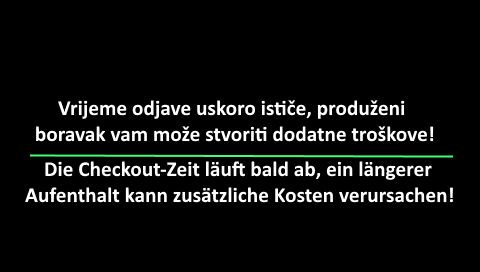 Vrijeme odjave uskoro ističe, produženi
boravak vam može stvoriti dodatne troškove!
Die Checkout-Zeit läuft bald ab, ein längerer
Aufenthalt kann zusätzliche Kosten verursachen!